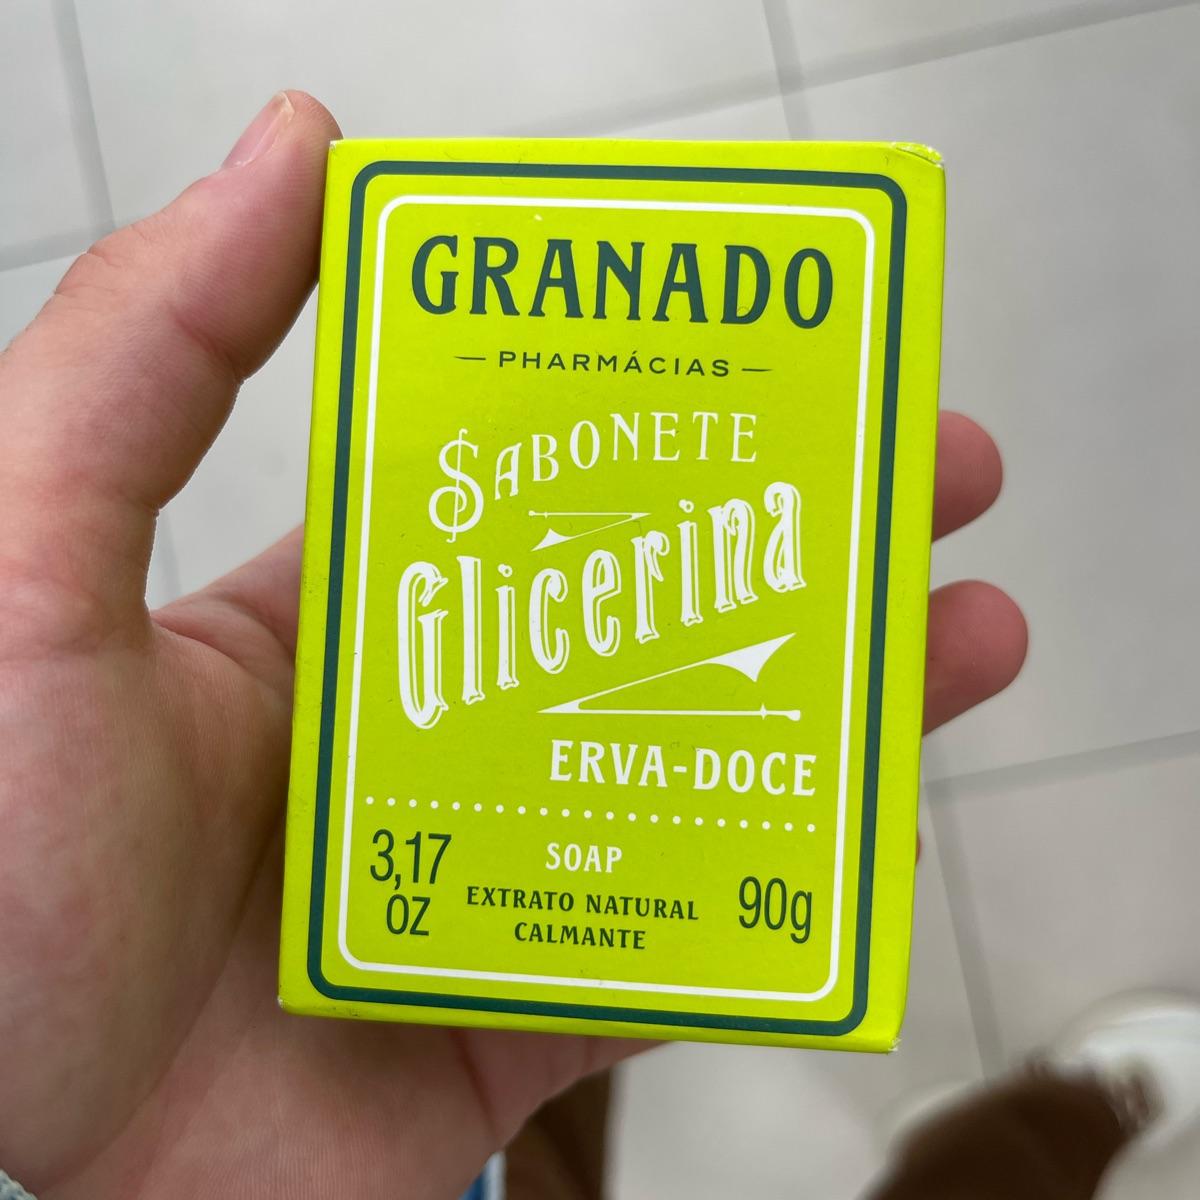 GRANADO
PHARMÁCIAS
SABONETE
Glicerina
ERVA-DOCE
3,17
OZ
SOAP
EXTRATO NATURAL
CALMANTE
90g